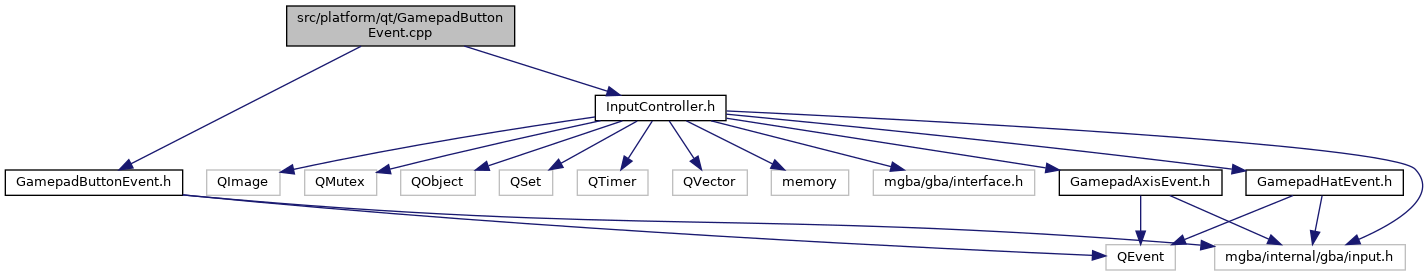 src/platform/qt/GamepadButton
Event.cpp
InputController.h
GamepadButtonEvent.h
QImage
QMutex
QObject
QSet
QTimer
QVector
memory
mgba/gba/interface.h
GamepadAxisEvent.h
GamepadHatEvent.h
QEvent
mgba/internal/gba/input.h